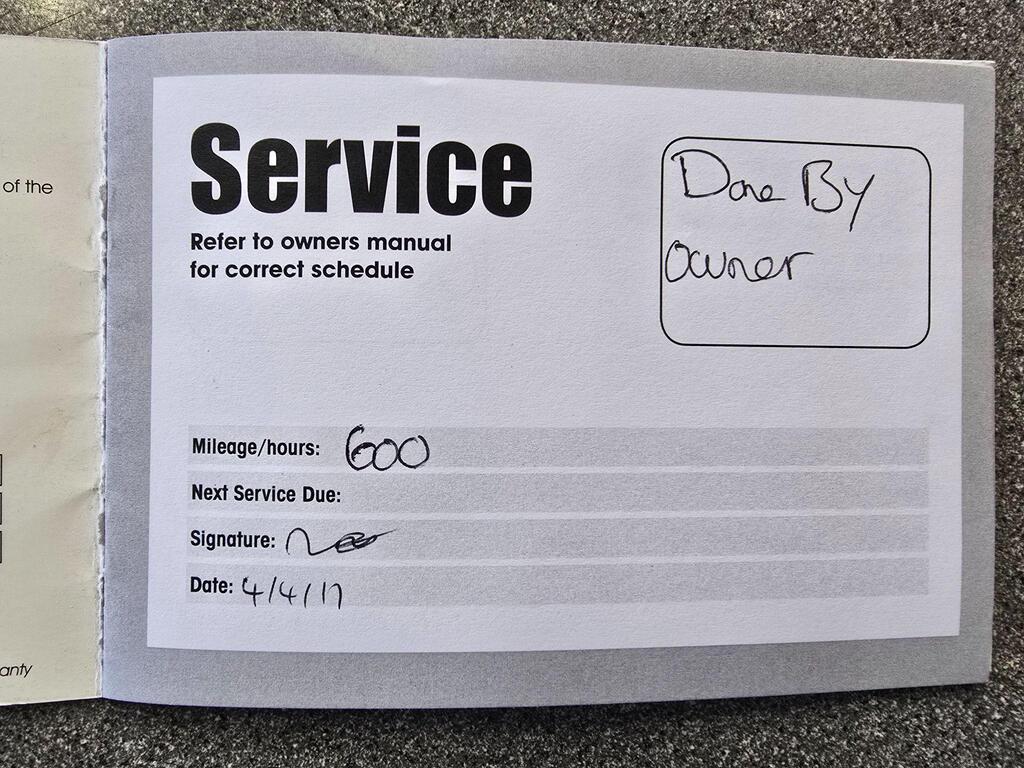 of the
Service
Refer to owners manual
for correct schedule
Done By
Owner
Mileage/hours: 600
Next Service Due:
Signature:
Date: 4/4/17
anty